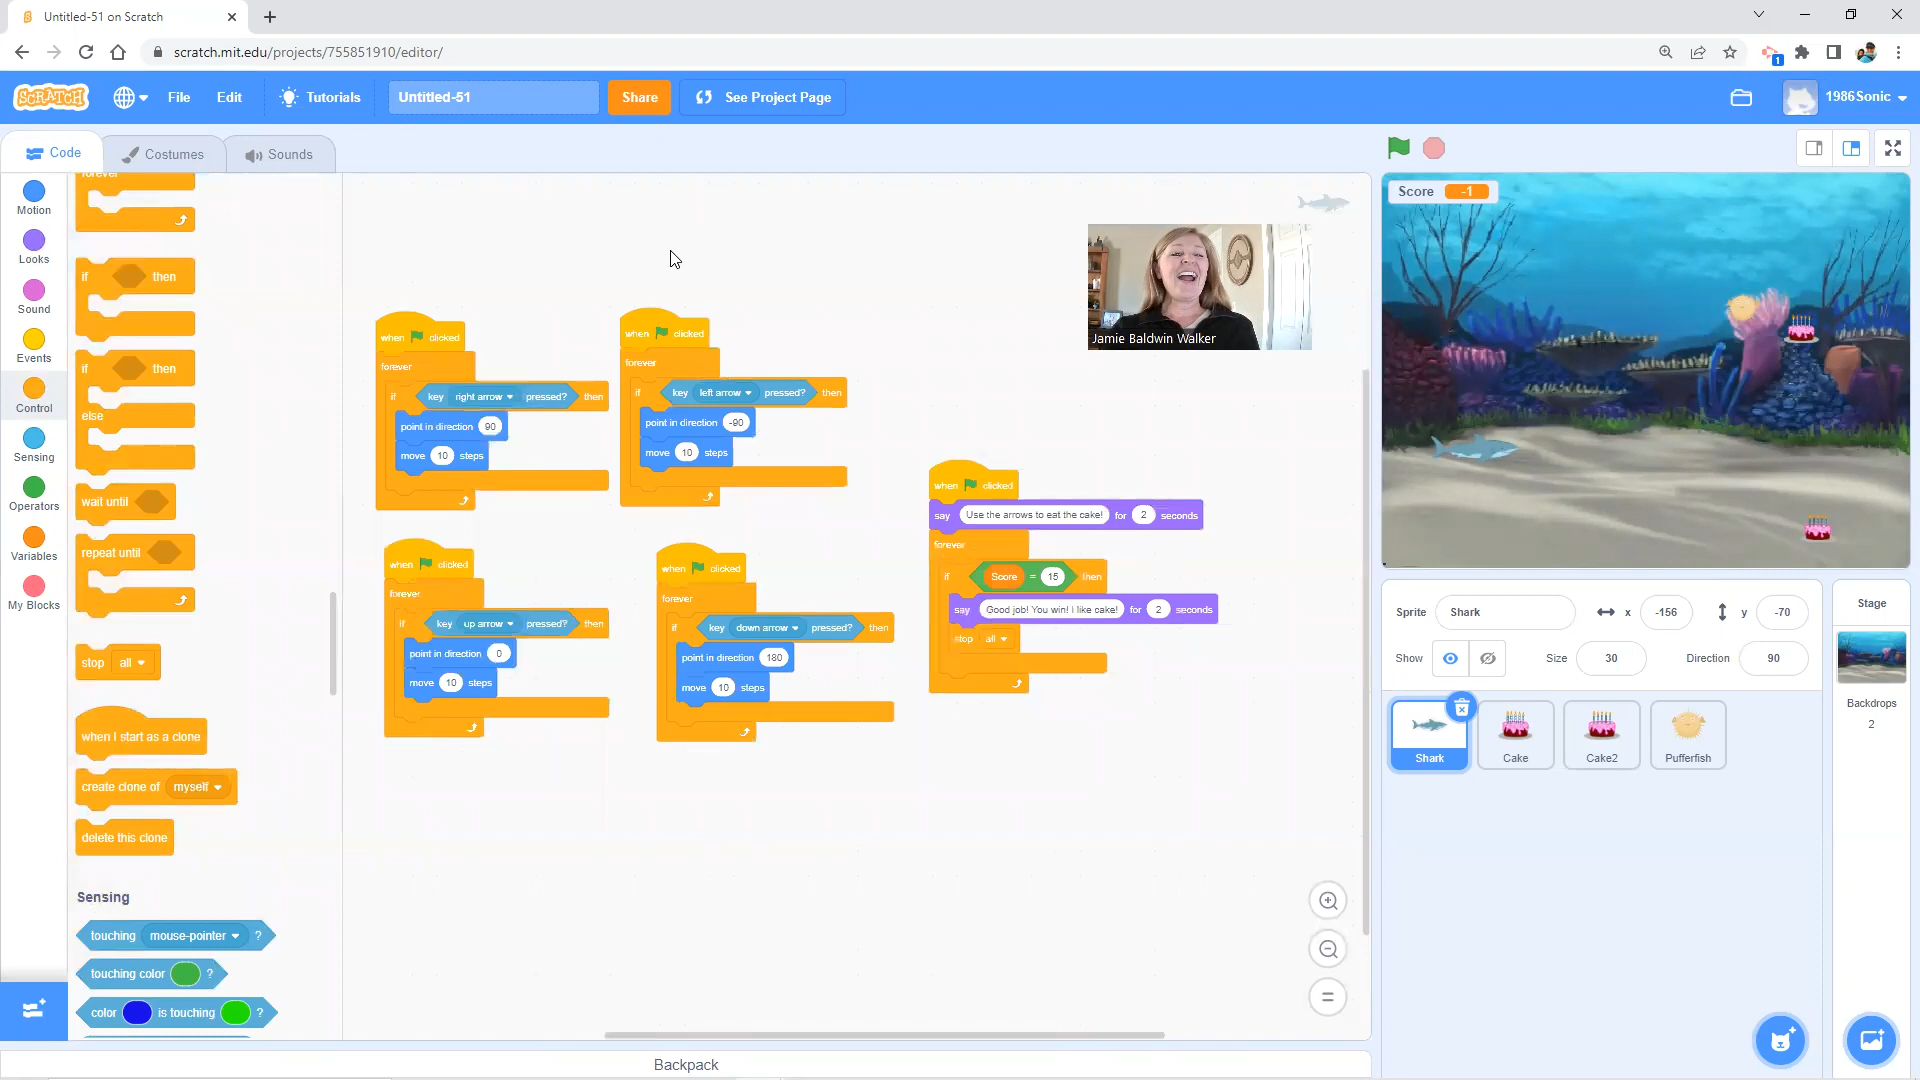 Untitled-51 on Scratch
scratch.mit.edu/projects/755851910/editor/
1
SCRATCH
File
Edit
Tutorials
Untitled-51
Share
See Project Page
1986Sonic
Code
Costumes
Sounds
Motion
Looks
Sound
Events
Control
Sensing
Operators
Variables
My Blocks
forever
if then
if then
else
wait until
repeat until
stop all
when I start as a clone
create clone of myself
delete this clone
Sensing
touching mouse-pointer ?
touching color ?
color is touching ?
when clicked
forever
if key right arrow pressed? then
point in direction 90
move 10 steps
when clicked
forever
if key left arrow pressed? then
point in direction -90
move 10 steps
when clicked
forever
if key up arrow pressed? then
point in direction 0
move 10 steps
when clicked
forever
if key down arrow pressed? then
point in direction 180
move 10 steps
when clicked
say Use the arrows to eat the cake! for 2 seconds
forever
if Score = 15 then
say Good job! You win! I like cake! for 2 seconds
stop all
Jamie Baldwin Walker
Score -1
Sprite Shark x -156 y -70
Show Size 30 Direction 90
Shark
Cake
Cake2
Pufferfish
Stage
Backdrops
2
Backpack